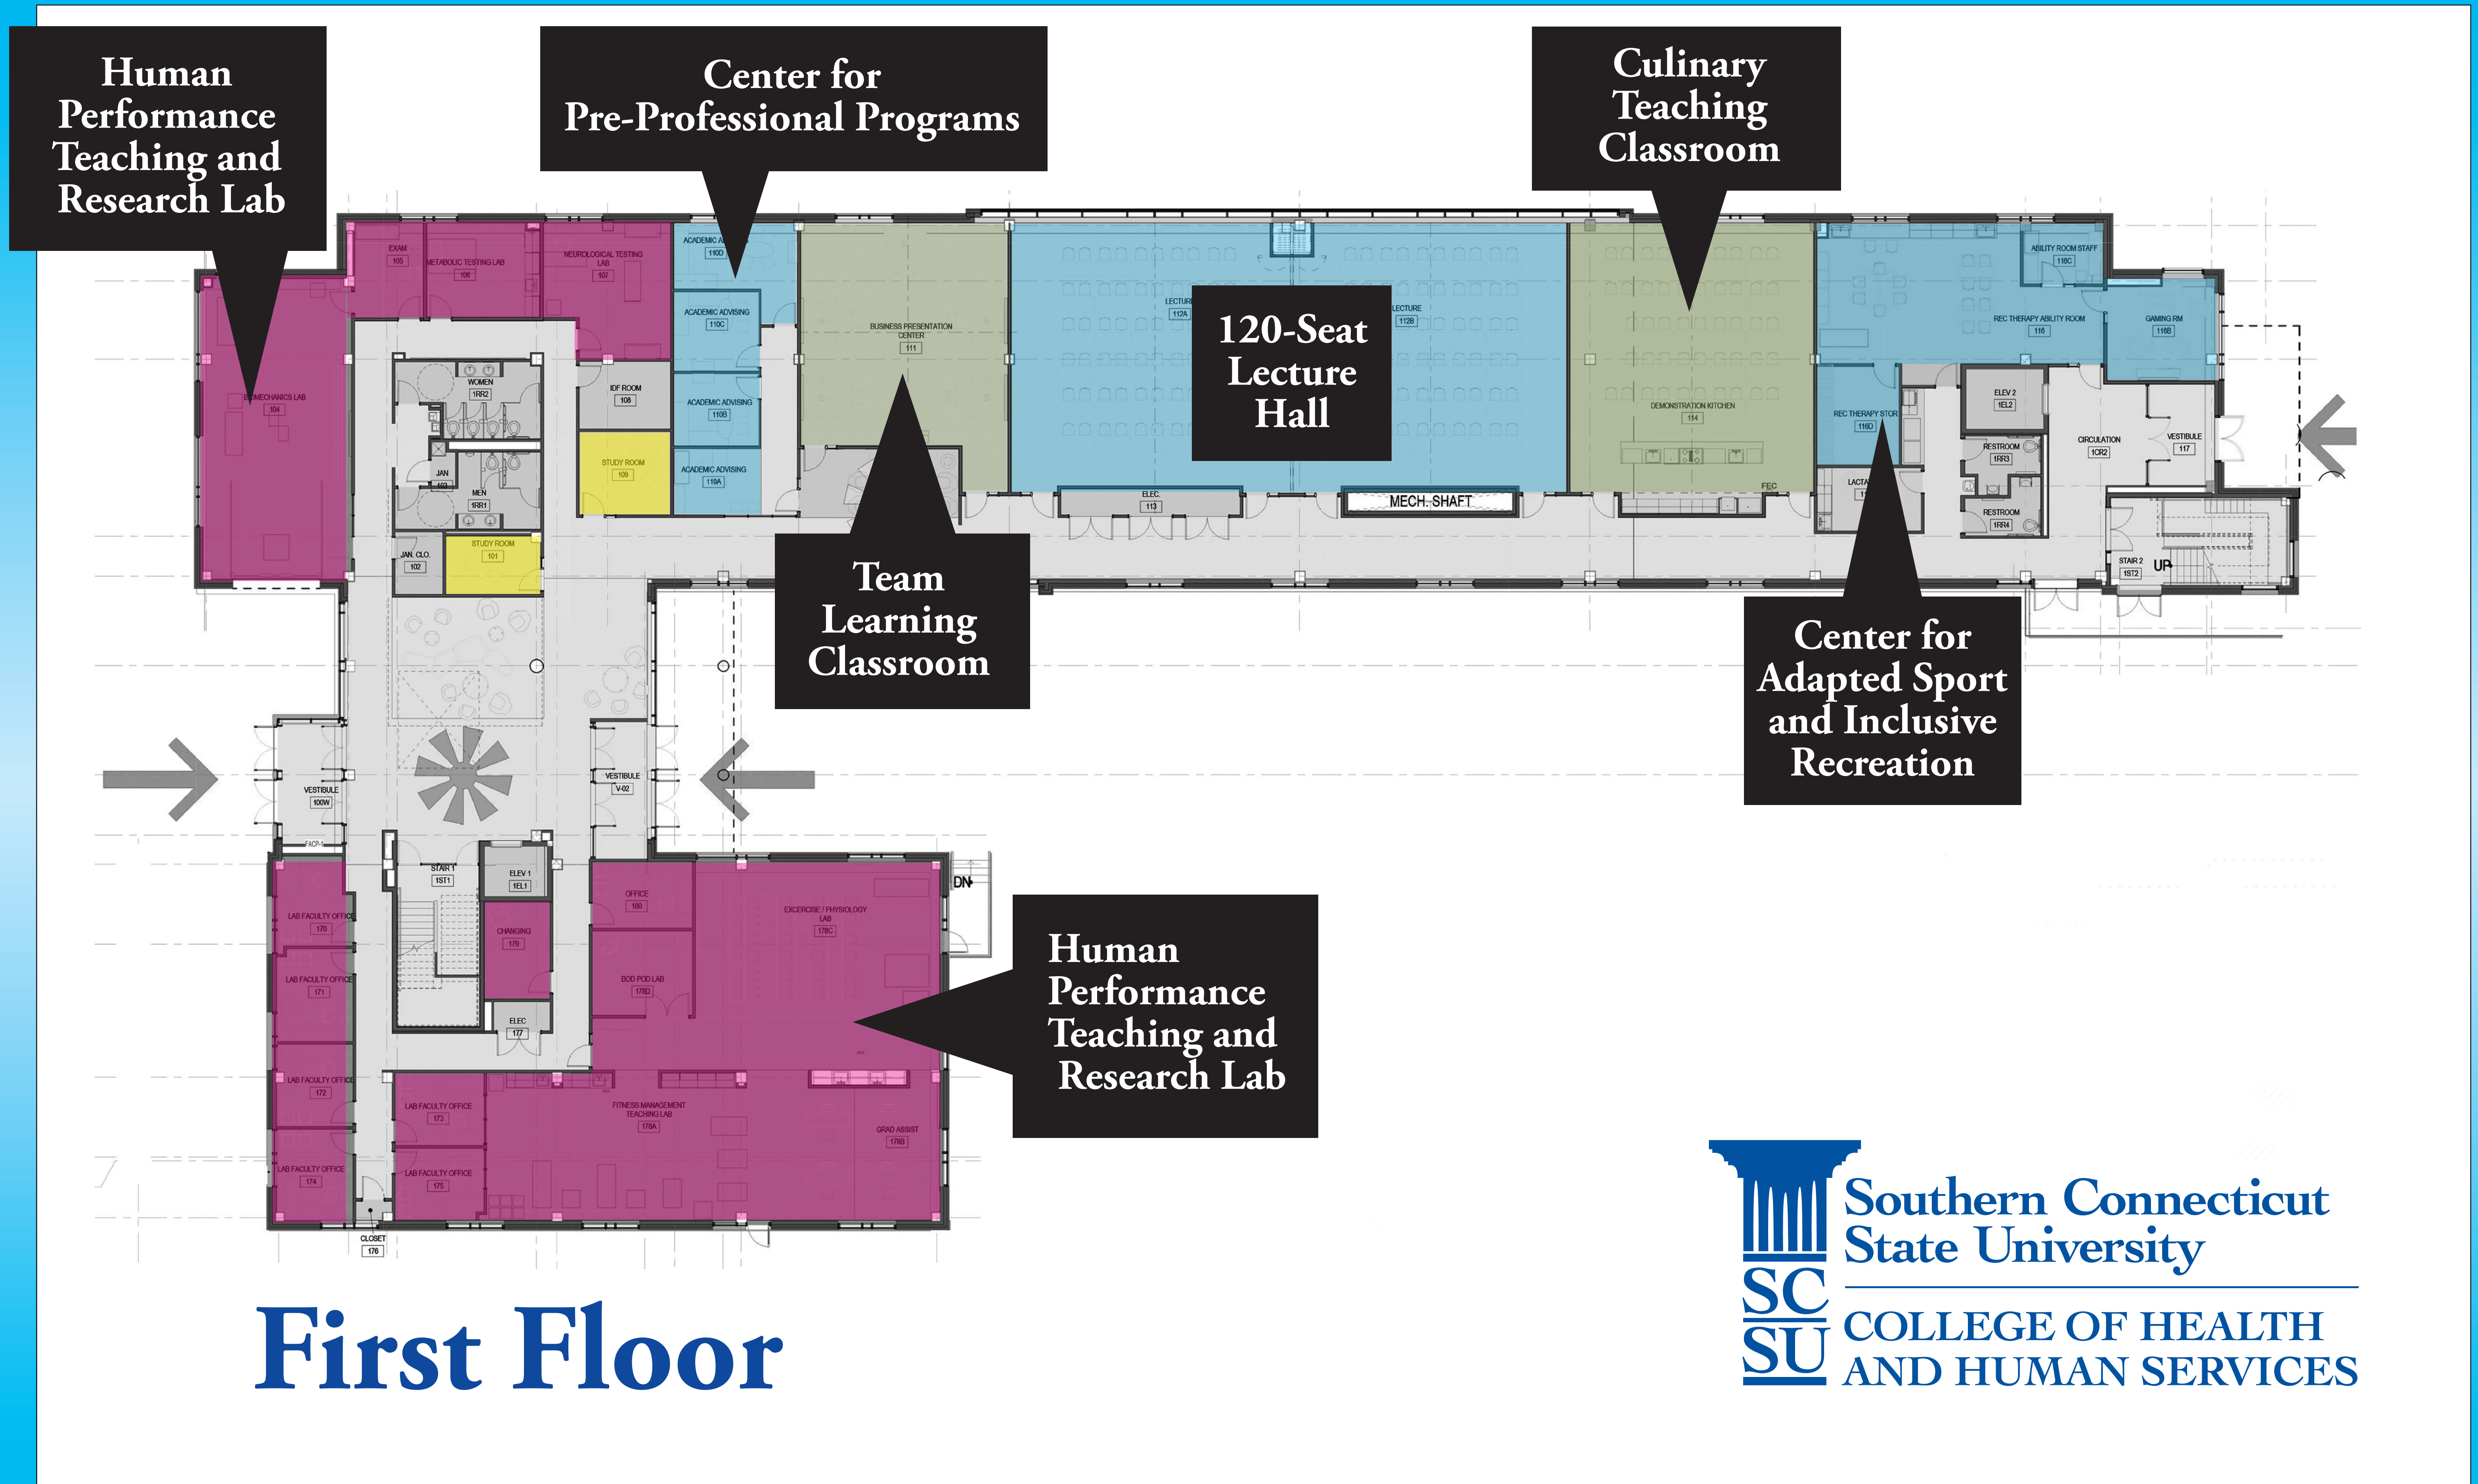 Human
Performance
Teaching and
Research Lab
Center for
Pre-Professional Programs
Culinary
Teaching
Classroom
EXAM
105
METABOLIC TESTING LAB
106
NEUROLOGICAL TESTING
LAB
107
110D
ACADEMIC ADVISING
110C
ACADEMIC ADVISING
110B
ACADEMIC ADVISING
110A
BUSINESS PRESENTATION
CENTER
111
112A
LECTURE
112B
120-Seat
Lecture
Hall
DEMONSTRATION KITCHEN
114
ABILITY ROOM STAFF
116C
REC THERAPY ABILITY ROOM
116
GAMING RM
116B
REC THERAPY STOR
116D
ELEV 2
1EL2
CIRCULATION
1CR2
VESTIBULE
117
RESTROOM
1RR3
RESTROOM
1RR4
STAIR 2
1ST2
UP
104
WOMEN
1RR2
JAN
MEN
1RR1
IDF ROOM
108
STUDY ROOM
109
JAN. CLO.
102
STUDY ROOM
101
ELEC.
113
MECH. SHAFT
FEC
Team
Learning
Classroom
Center for
Adapted Sport
and Inclusive
Recreation
VESTIBULE
100W
VESTIBULE
V-02
FACP-1
STAIR 1
1ST1
ELEV 1
1EL1
OFFICE
180
EXCERCISE / PHYSIOLOGY
LAB
178C
DN
LAB FACULTY OFFICE
170
CHANGING
179
LAB FACULTY OFFICE
171
BOD POD LAB
178D
ELEC
177
Human
Performance
Teaching and
Research Lab
LAB FACULTY OFFICE
172
LAB FACULTY OFFICE
173
FITNESS MANAGEMENT
TEACHING LAB
178A
GRAD ASSIST
178B
LAB FACULTY OFFICE
174
LAB FACULTY OFFICE
175
CLOSET
176
First Floor
Southern Connecticut
State University
SC
SU
COLLEGE OF HEALTH
AND HUMAN SERVICES